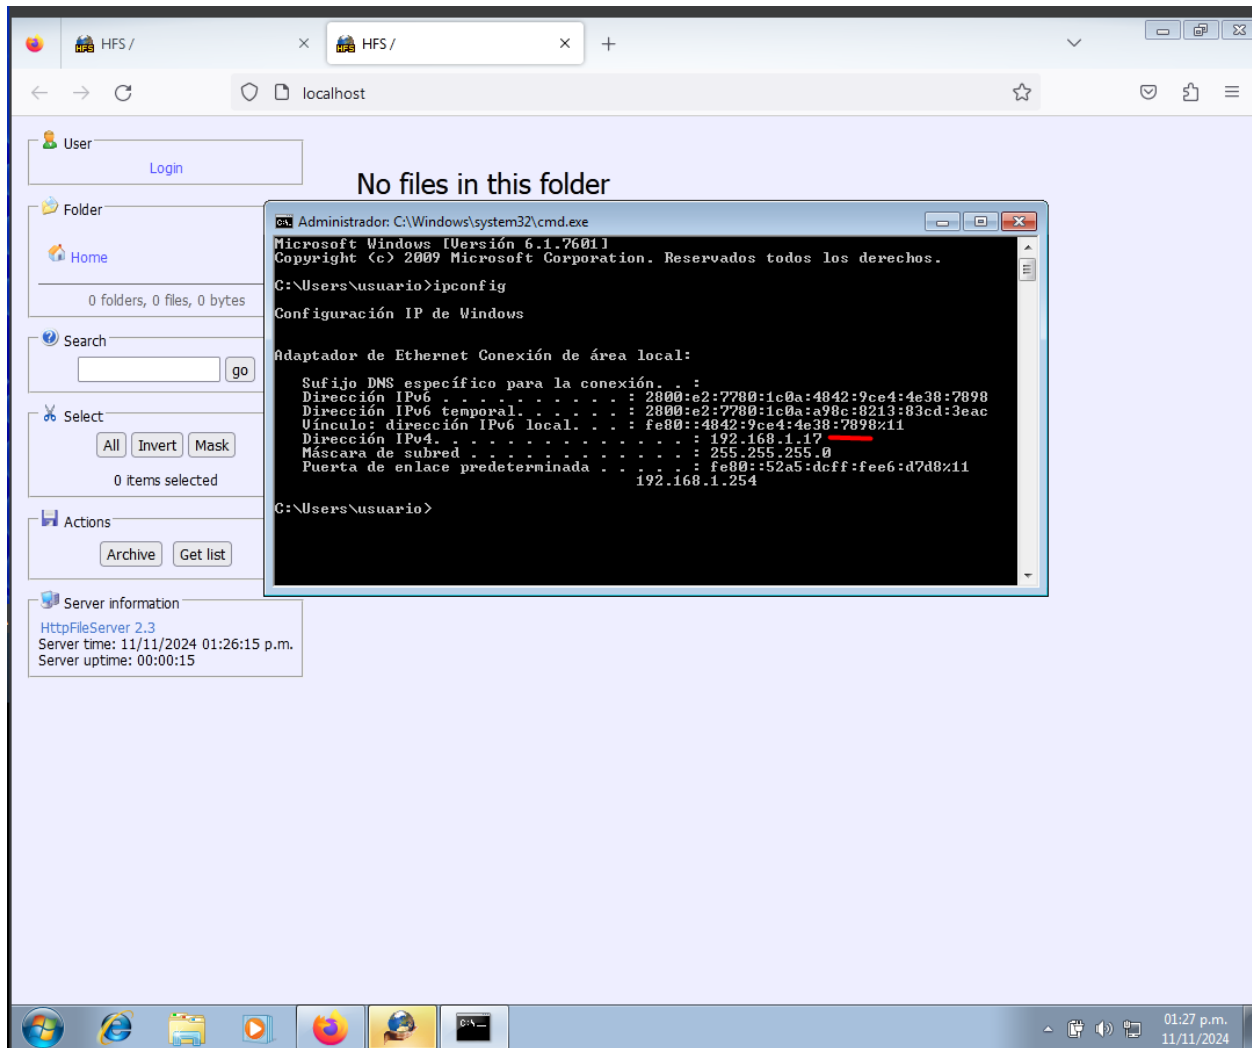 HFS /
HFS /
localhost
User
Login
No files in this folder
Folder
Home
0 folders, 0 files, 0 bytes
Search
go
Select
All Invert Mask
0 items selected
Actions
Archive Get list
Server information
HttpFileServer 2.3
Server time: 11/11/2024 01:26:15 p.m.
Server uptime: 00:00:15
Administrador: C:\Windows\system32\cmd.exe
Microsoft Windows [Versión 6.1.7601]
Copyright (c) 2009 Microsoft Corporation. Reservados todos los derechos.
C:\Users\usuario>ipconfig
Configuración IP de Windows
Adaptador de Ethernet Conexión de área local:
Sufijo DNS específico para la conexión. . :
Dirección IPv6 . . . . . . . . . . : 2800:e2:7780:1c0a:4842:9ce4:4e38:7898
Dirección IPv6 temporal. . . . . . : 2800:e2:7780:1c0a:a98c:8213:83cd:3eac
Vínculo: dirección IPv6 local. . . : fe80::4842:9ce4:4e38:7898%11
Dirección IPv4. . . . . . . . . . . . . . : 192.168.1.17
Máscara de subred . . . . . . . . . . . . : 255.255.255.0
Puerta de enlace predeterminada . . . . . : fe80::52a5:dcff:fee6:d7d8%11
192.168.1.254
C:\Users\usuario>
01:27 p.m.
11/11/2024